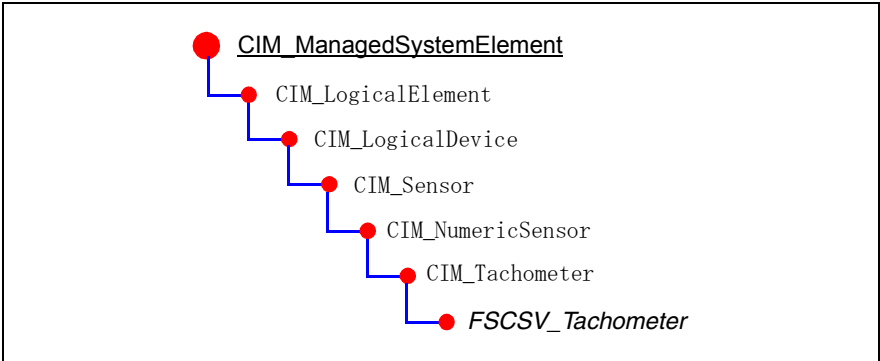 CIM_ManagedSystemElement
CIM_LogicalElement
CIM_LogicalDevice
CIM_Sensor
CIM_NumericSensor
CIM_Tachometer
FSCSV_Tachometer